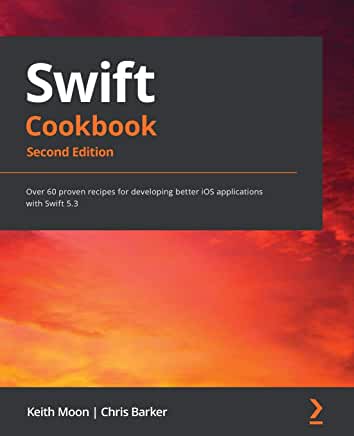 Swift
Cookbook
Second Edition
Over 60 proven recipes for developing better iOS applications
with Swift 5.3
Keith Moon | Chris Barker